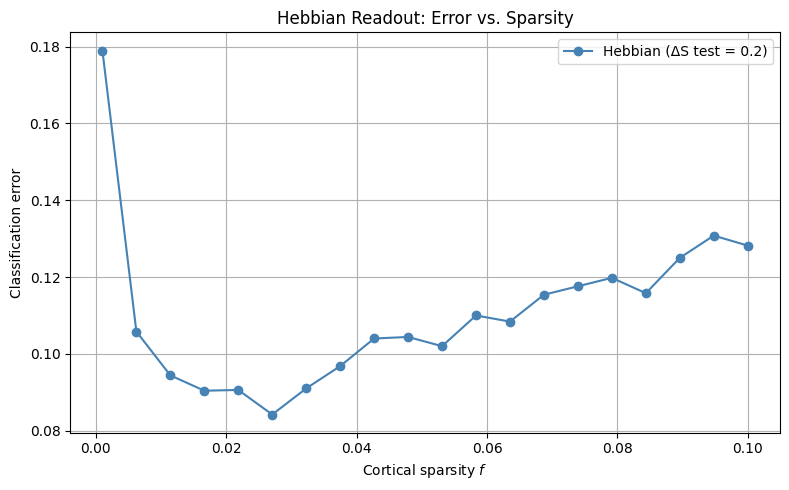 Hebbian Readout: Error vs. Sparsity
Hebbian (ΔS test = 0.2)
Classification error
0.18
0.16
0.14
0.12
0.10
0.08
0.00 0.02 0.04 0.06 0.08 0.10
Cortical sparsity f